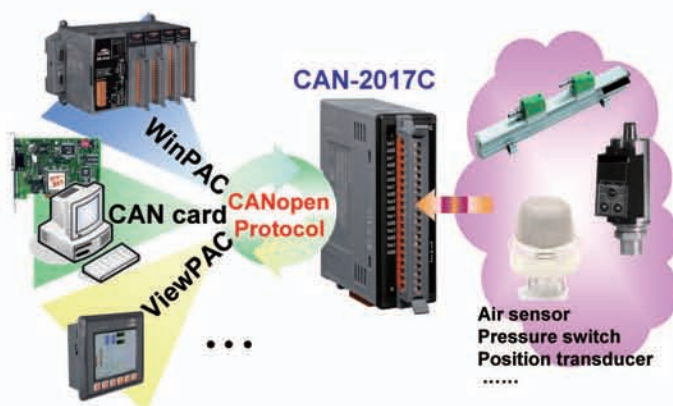 CAN-2017C
WinPAC
CAN card
CANopen
Protocol
ViewPAC
...
Air sensor
Pressure switch
Position transducer
......